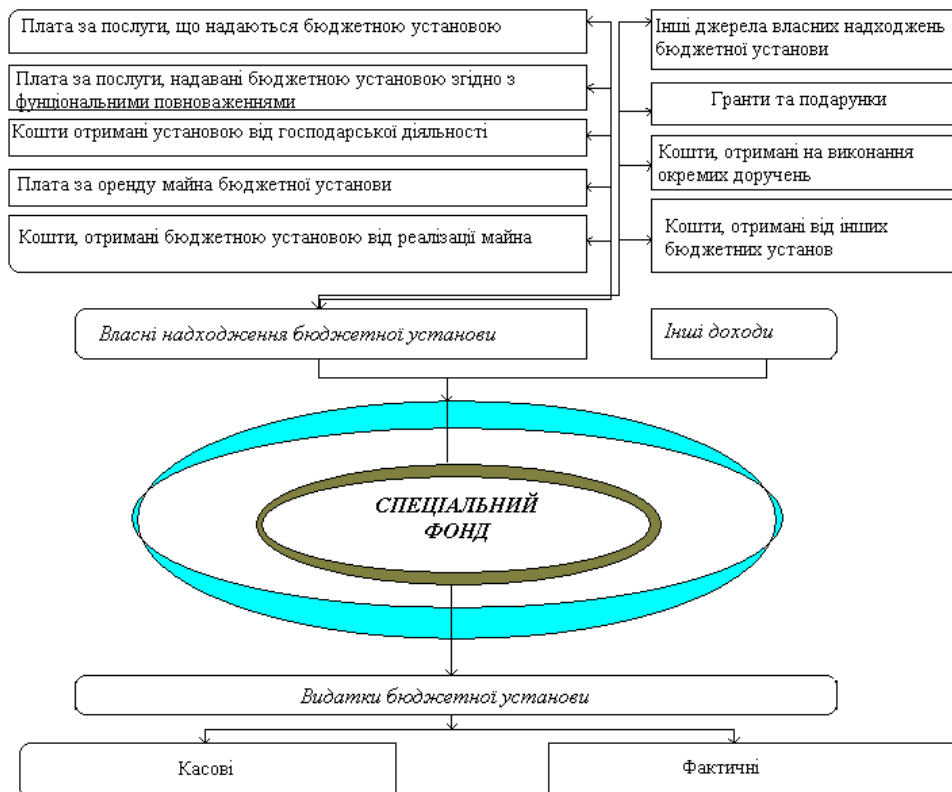 Плата за послуги, що надаються бюджетною установою
Плата за послуги, надавані бюджетною установою згідно з
фунціональними повноваженнями
Кошти отримані установою від господарської діяльності
Плата за оренду майна бюджетної установи
Кошти, отримані бюджетною установою від реалізації майна
Інші джерела власних надходжень
бюджетної установи
Гранти та подарунки
Кошти, отримані на виконання
окремих доручень
Кошти, отримані від інших
бюджетних установ
Власні надходження бюджетної установи
Інші доходи
СПЕЦІАЛЬНИЙ
ФОНД
Видатки бюджетної установи
Касові
Фактичні